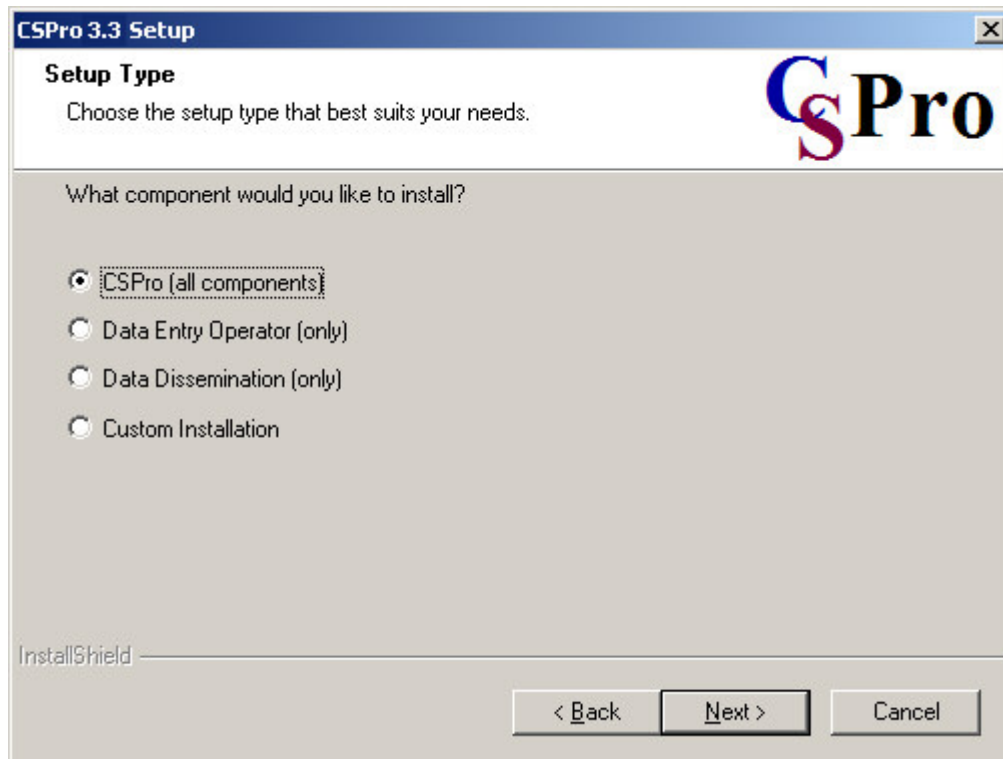 CSPro 3.3 Setup
Setup Type
Choose the setup type that best suits your needs.
CSPro
What component would you like to install?
CSPro (all components)
Data Entry Operator (only)
Data Dissemination (only)
Custom Installation
InstallShield
< Back Next > Cancel